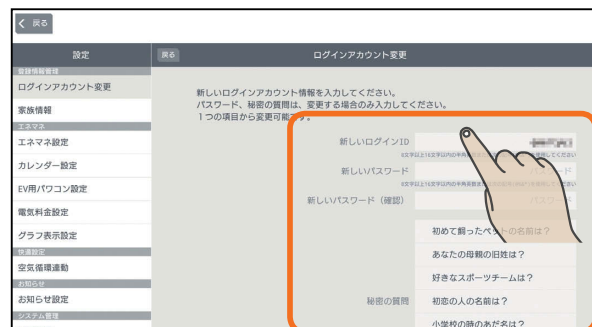 戻る
設定
戻る
ログインアカウント変更
登録情報管理
ログインアカウント変更
家族情報
エネマネ
エネマネ設定
カレンダー設定
EV用パワコン設定
電気料金設定
グラフ表示設定
快適設定
空気循環連動
お知らせ
お知らせ設定
システム管理
新しいログインアカウント情報を入力してください。
パスワード、秘密の質問は、変更する場合のみ入力してください。
1つの項目から変更可能です。
新しいログインID
新しいパスワード
新しいパスワード（確認）
初めて飼ったペットの名前は？
あなたの母親の旧姓は？
好きなスポーツチームは？
秘密の質問
初恋の人の名前は？
小学校の時のあだ名は？